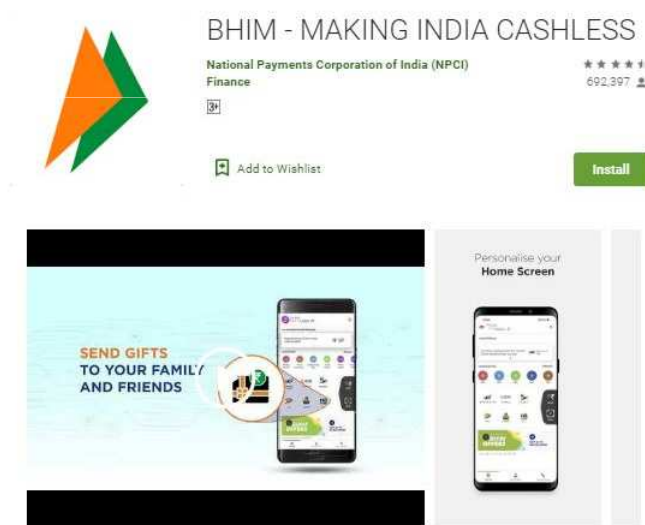 BHIM - MAKING INDIA CASHLESS
National Payments Corporation of India (NPCI)
Finance
692,397
3+
Add to Wishlist
Install
SEND GIFTS
TO YOUR FAMILY
AND FRIENDS
Personalise your
Home Screen